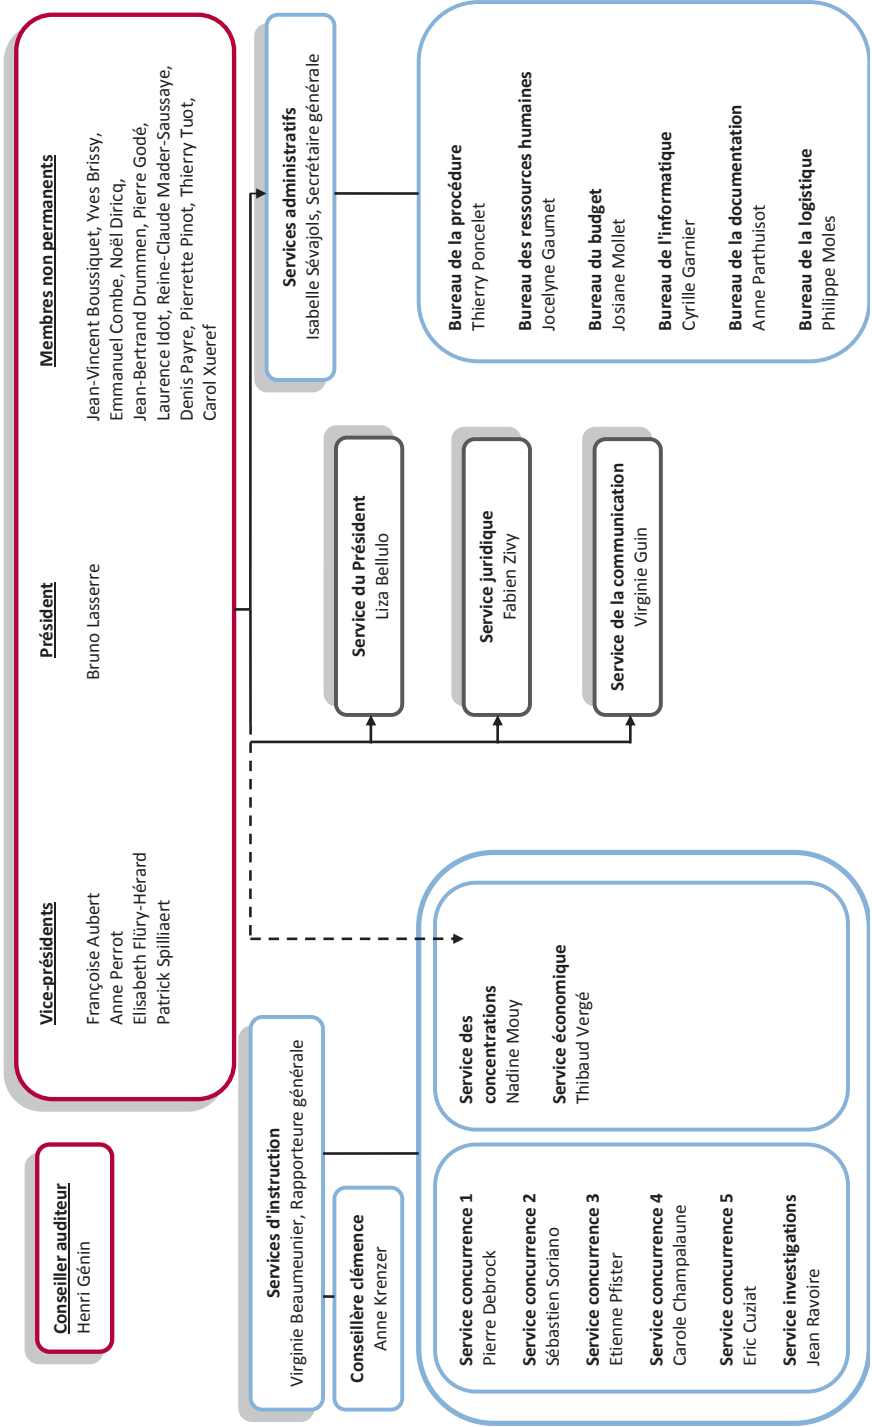 Conseiller auditeur
Henri Génin
Vice-présidents
Françoise Aubert
Anne Perrot
Elisabeth Flüry-Hérard
Patrick Spilliaert
Président
Bruno Lasserre
Membres non permanents
Jean-Vincent Boussiquet, Yves Brissy,
Emmanuel Combe, Noël Diricq,
Jean-Bertrand Drummen, Pierre Godé,
Laurence Idot, Reine-Claude Mader-Saussaye,
Denis Payre, Pierrette Pinot, Thierry Tuot,
Carol Xueref
Services d'instruction
Virginie Beaumeunier, Rapporteure générale
Conseillère clémence
Anne Krenzer
Service concurrence 1
Pierre Debrock
Service concurrence 2
Sébastien Soriano
Service concurrence 3
Etienne Pfister
Service concurrence 4
Carole Champalaune
Service concurrence 5
Eric Cuziat
Service investigations
Jean Ravoire
Service des
concentrations
Nadine Mouy
Service économique
Thibaud Vergé
Service du Président
Liza Bellulo
Service juridique
Fabien Zivy
Service de la communication
Virginie Guin
Services administratifs
Isabelle Sévajols, Secrétaire générale
Bureau de la procédure
Thierry Poncelet
Bureau des ressources humaines
Jocelyne Gaumet
Bureau du budget
Josiane Mollet
Bureau de l'informatique
Cyrille Garnier
Bureau de la documentation
Anne Parthuisot
Bureau de la logistique
Philippe Moles